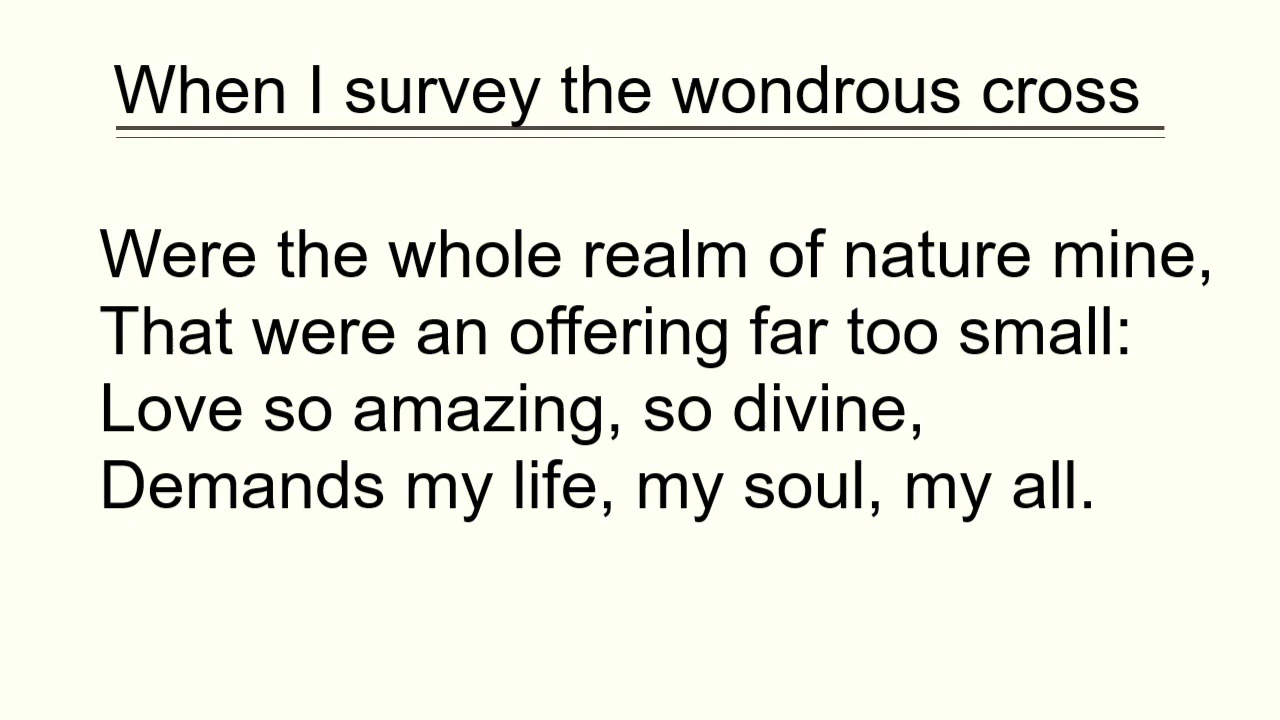 When I survey the wondrous cross
Were the whole realm of nature mine,
That were an offering far too small:
Love so amazing, so divine,
Demands my life, my soul, my all.